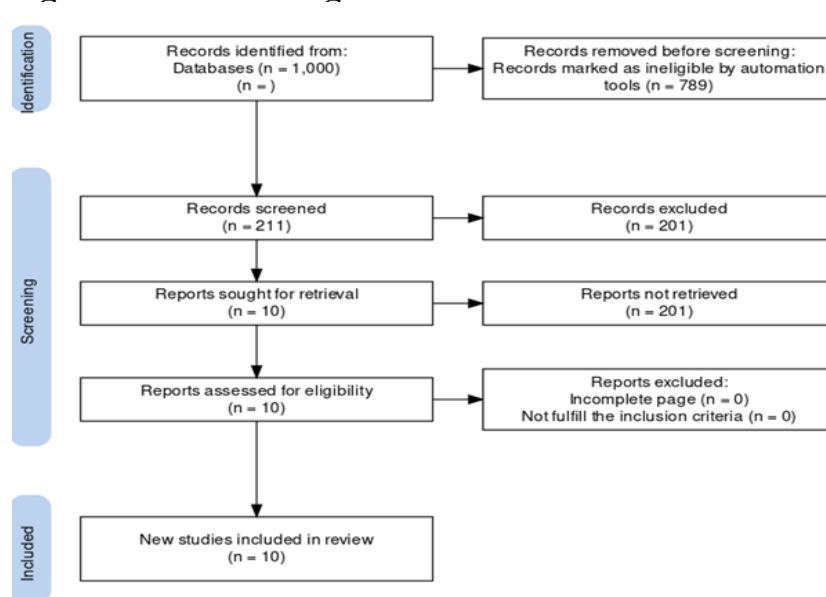 Identification
Records identified from:
Databases (n = 1,000)
(n = )
Records removed before screening:
Records marked as ineligible by automation
tools (n = 789)
Screening
Records screened
(n = 211)
Records excluded
(n = 201)
Reports sought for retrieval
(n = 10)
Reports not retrieved
(n = 201)
Reports assessed for eligibility
(n = 10)
Reports excluded:
Incomplete page (n = 0)
Not fulfill the inclusion criteria (n = 0)
Included
New studies included in review
(n = 10)